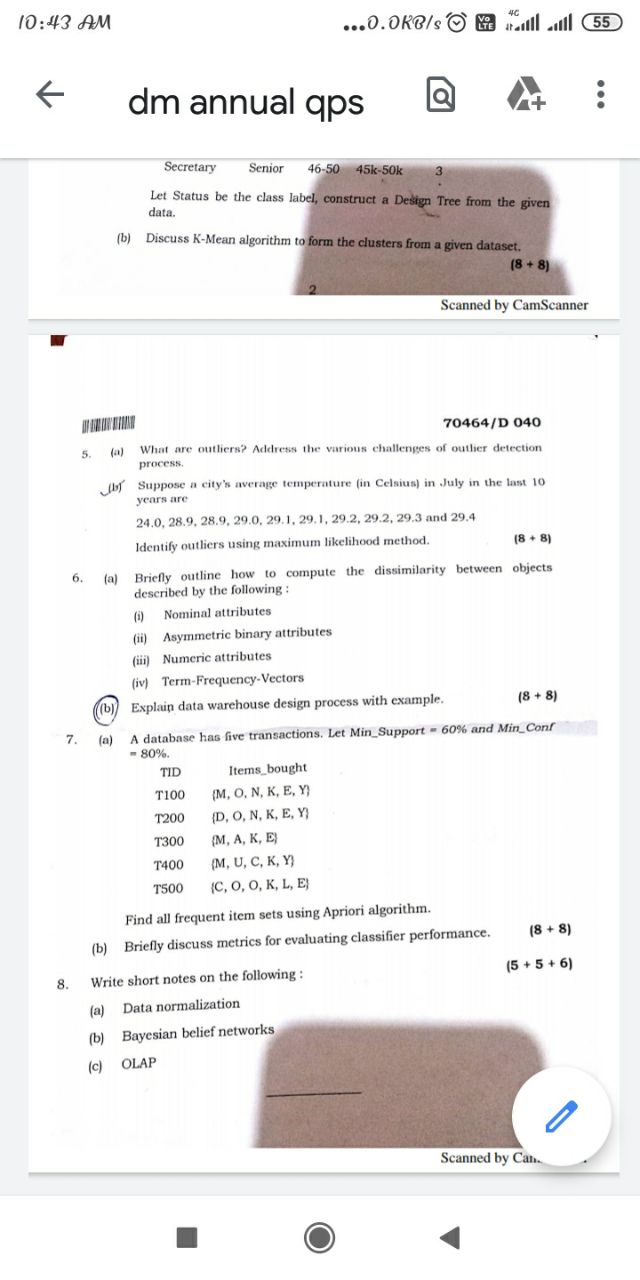 10:43 AM ...0.0KB/s Vo LTE 4G 55
dm annual qps
Secretary Senior 46-50 45k-50k 3
Let Status be the class label, construct a Design Tree from the given
data.
(b) Discuss K-Mean algorithm to form the clusters from a given dataset.
(8 + 8)
2
Scanned by CamScanner
70464/D 040
5. (a) What are outliers? Address the various challenges of outlier detection
process.
(b) Suppose a city's average temperature (in Celsius) in July in the last 10
years are
24.0, 28.9, 28.9, 29.0, 29.1, 29.1, 29.2, 29.2, 29.3 and 29.4
Identify outliers using maximum likelihood method. (8 + 8)
6. (a) Briefly outline how to compute the dissimilarity between objects
described by the following :
(i) Nominal attributes
(ii) Asymmetric binary attributes
(iii) Numeric attributes
(iv) Term-Frequency-Vectors
(b) Explain data warehouse design process with example. (8 + 8)
7. (a) A database has five transactions. Let Min_Support = 60% and Min_Conf
= 80%.
TID Items_bought
T100 {M, O, N, K, E, Y}
T200 {D, O, N, K, E, Y}
T300 {M, A, K, E}
T400 {M, U, C, K, Y}
T500 {C, O, O, K, L, E}
Find all frequent item sets using Apriori algorithm.
(b) Briefly discuss metrics for evaluating classifier performance. (8 + 8)
8. Write short notes on the following : (5 + 5 + 6)
(a) Data normalization
(b) Bayesian belief networks
(c) OLAP
Scanned by